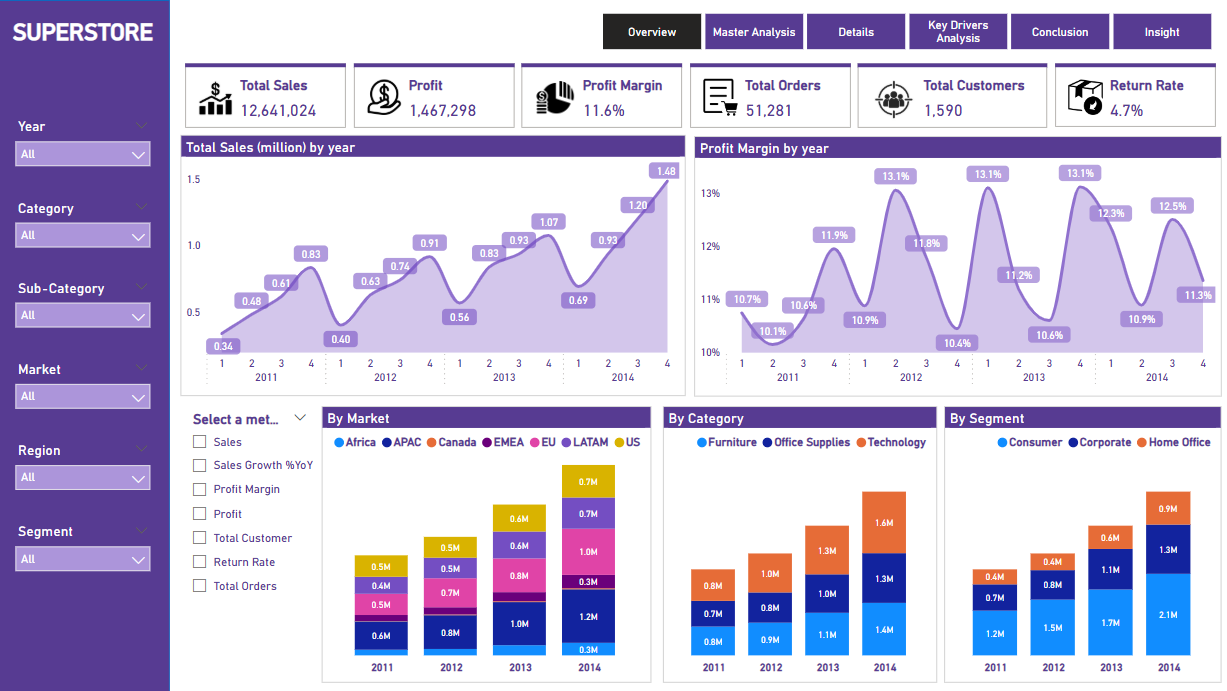 SUPERSTORE
Overview
Master Analysis
Details
Key Drivers
Analysis
Conclusion
Insight
Total Sales
12,641,024
Profit
1,467,298
Profit Margin
11.6%
Total Orders
51,281
Total Customers
1,590
Return Rate
4.7%
Year
All
Category
All
Sub-Category
All
Market
All
Region
All
Segment
All
Total Sales (million) by year
1.5
1.0
0.5
0.34
0.48
0.61
0.83
0.40
0.63
0.74
0.91
0.56
0.83
0.93
1.07
0.69
0.93
1.20
1.48
1 2 3 4 1 2 3 4 1 2 3 4 1 2 3 4
2011 2012 2013 2014
Profit Margin by year
13%
12%
11%
10%
10.7%
10.1%
10.6%
11.9%
10.9%
13.1%
11.8%
10.4%
13.1%
11.2%
10.6%
13.1%
12.3%
10.9%
12.5%
11.3%
1 2 3 4 1 2 3 4 1 2 3 4 1 2 3 4
2011 2012 2013 2014
Select a met...
Sales
Sales Growth %YoY
Profit Margin
Profit
Total Customer
Return Rate
Total Orders
By Market
Africa APAC Canada EMEA EU LATAM US
0.5M
0.4M
0.5M
0.6M
0.5M
0.5M
0.7M
0.8M
0.6M
0.6M
0.8M
1.0M
0.7M
0.7M
1.0M
0.3M
1.2M
0.3M
2011 2012 2013 2014
By Category
Furniture Office Supplies Technology
0.8M
0.7M
0.8M
1.0M
0.8M
0.9M
1.3M
1.0M
1.1M
1.6M
1.3M
1.4M
2011 2012 2013 2014
By Segment
Consumer Corporate Home Office
0.4M
0.7M
1.2M
0.4M
0.8M
1.5M
0.6M
1.1M
1.7M
0.9M
1.3M
2.1M
2011 2012 2013 2014